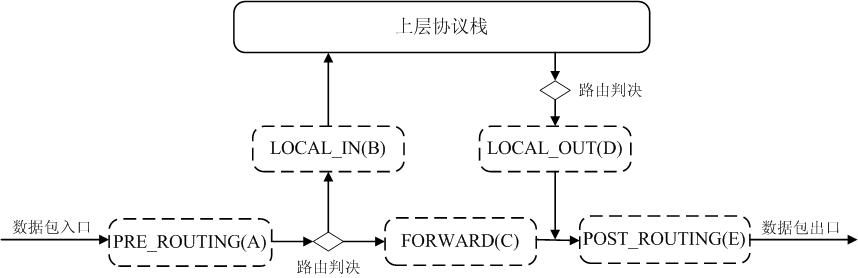 上层协议栈
路由判决
LOCAL_IN(B)
LOCAL_OUT(D)
数据包入口
PRE_ROUTING(A)
路由判决
FORWARD(C)
POST_ROUTING(E)
数据包出口